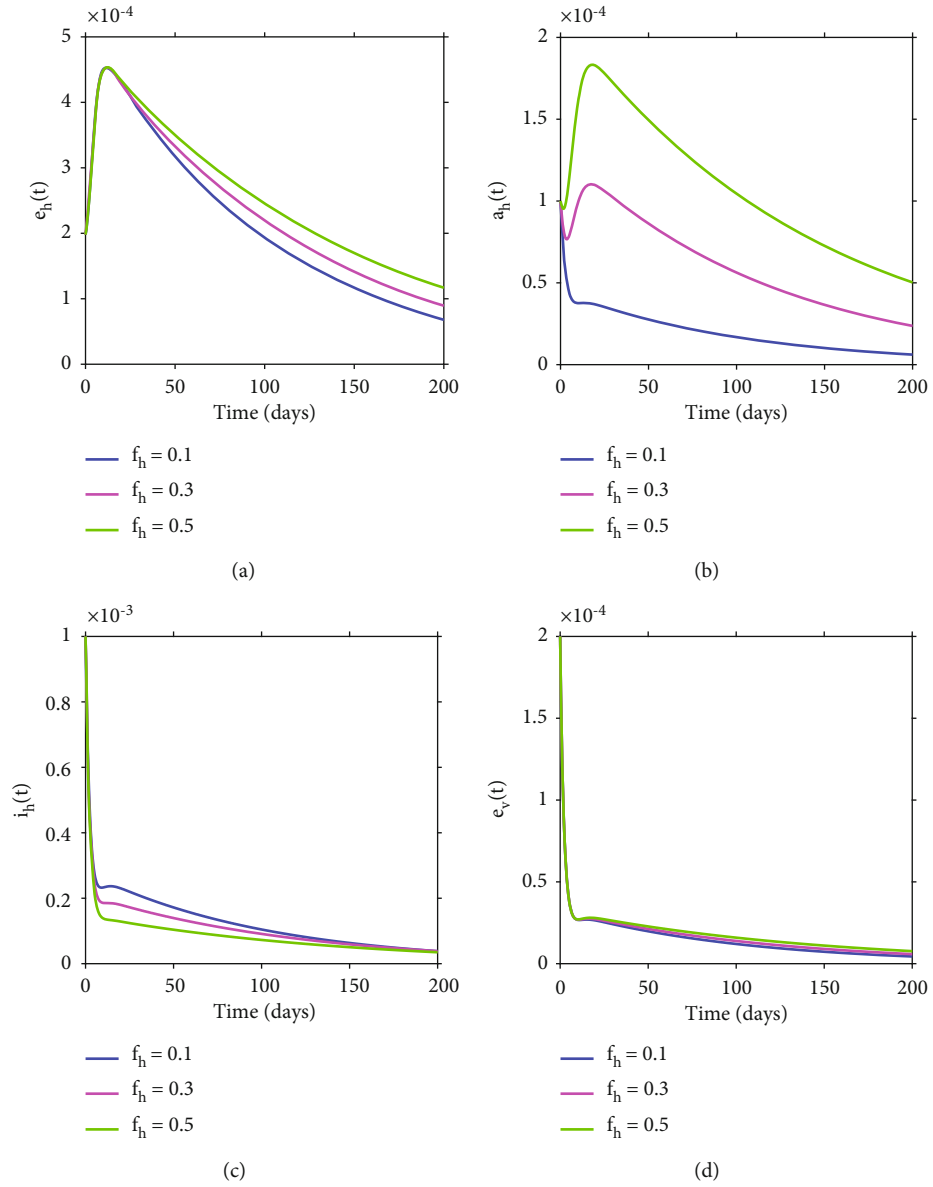 ×10-4
5
4
3
2
1
0
e_h(t)
0
50
100
150
200
Time (days)
f_h = 0.1
f_h = 0.3
f_h = 0.5
(a)
×10-4
2
1.5
1
0.5
0
a_h(t)
0
50
100
150
200
Time (days)
f_h = 0.1
f_h = 0.3
f_h = 0.5
(b)
×10-3
1
0.8
0.6
0.4
0.2
0
i_h(t)
0
50
100
150
200
Time (days)
f_h = 0.1
f_h = 0.3
f_h = 0.5
(c)
×10-4
2
1.5
1
0.5
0
e_v(t)
0
50
100
150
200
Time (days)
f_h = 0.1
f_h = 0.3
f_h = 0.5
(d)